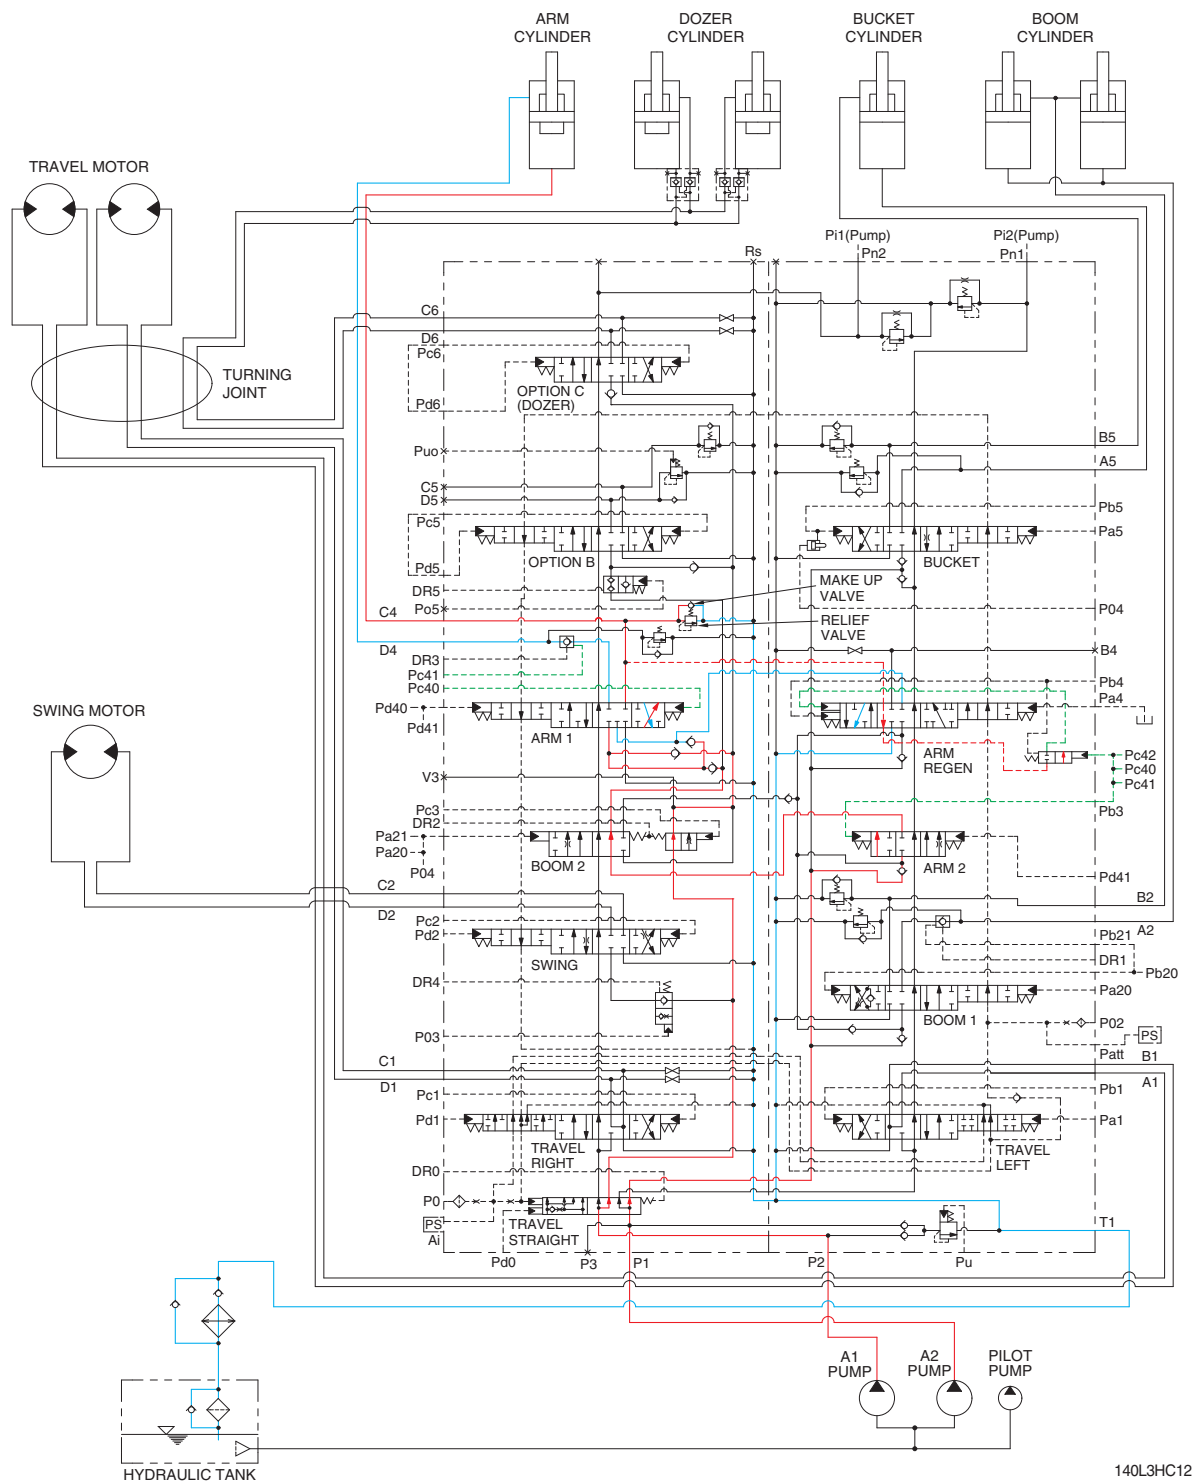 ARM
CYLINDER
DOZER
CYLINDER
BUCKET
CYLINDER
BOOM
CYLINDER
TRAVEL MOTOR
TURNING
JOINT
SWING MOTOR
Rs
Pi1(Pump)
Pn2
Pi2(Pump)
Pn1
C6
D6
Pc6
Pd6
OPTION C
(DOZER)
Puo
C5
D5
Pc5
Pd5
OPTION B
DR5
Po5
C4
D4
DR3
Pc41
Pc40
Pd40
Pd41
ARM 1
V3
Pc3
DR2
Pa21
Pa20
P04
BOOM 2
C2
D2
Pc2
Pd2
SWING
DR4
P03
C1
D1
Pc1
Pd1
TRAVEL
RIGHT
DR0
P0
PS
Ai
TRAVEL
STRAIGHT
Pd0
P3
P1
P2
Pu
B5
A5
Pb5
Pa5
BUCKET
MAKE UP
VALVE
RELIEF
VALVE
P04
B4
Pb4
Pa4
ARM
REGEN
Pc42
Pc40
Pc41
Pb3
ARM 2
Pd41
B2
A2
Pb21
DR1
Pb20
Pa20
BOOM 1
P02
PS
Patt
B1
A1
Pb1
Pa1
TRAVEL
LEFT
T1
A1
PUMP
A2
PUMP
PILOT
PUMP
HYDRAULIC TANK
140L3HC12